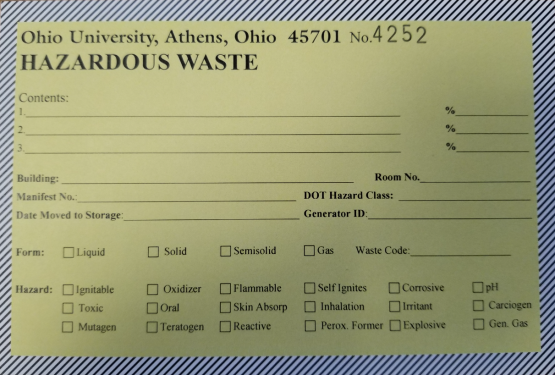 Ohio University, Athens, Ohio 45701 No.4252
HAZARDOUS WASTE
Contents:
1. %
2. %
3. %
Building: Room No.
Manifest No.: DOT Hazard Class:
Date Moved to Storage: Generator ID:
Form: Liquid Solid Semisolid Gas Waste Code:
Hazard: Ignitable Oxidizer Flammable Self Ignites Corrosive pH
Toxic Oral Skin Absorp Inhalation Irritant Carciogen
Mutagen Teratogen Reactive Perox. Former Explosive Gen. Gas